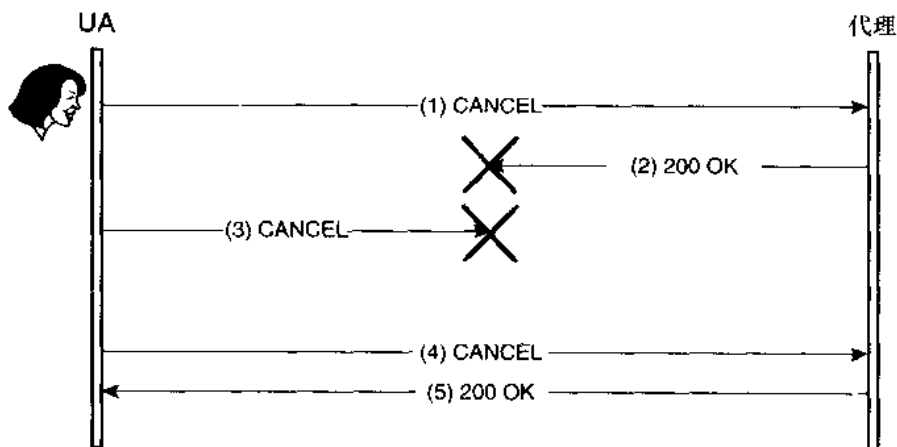 UA
代理
(1) CANCEL
(2) 200 OK
(3) CANCEL
(4) CANCEL
(5) 200 OK